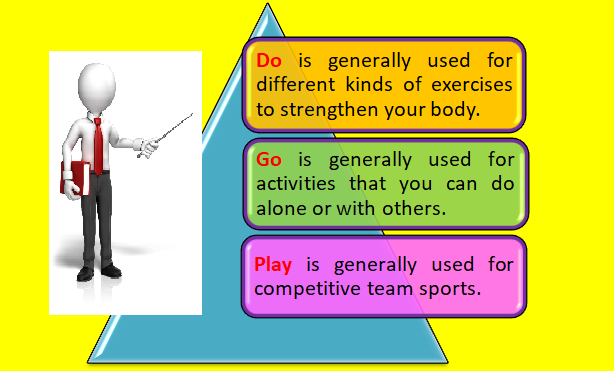 Do is generally used for
different kinds of exercises
to strengthen your body.
Go is generally used for
activities that you can do
alone or with others.
Play is generally used for
competitive team sports.